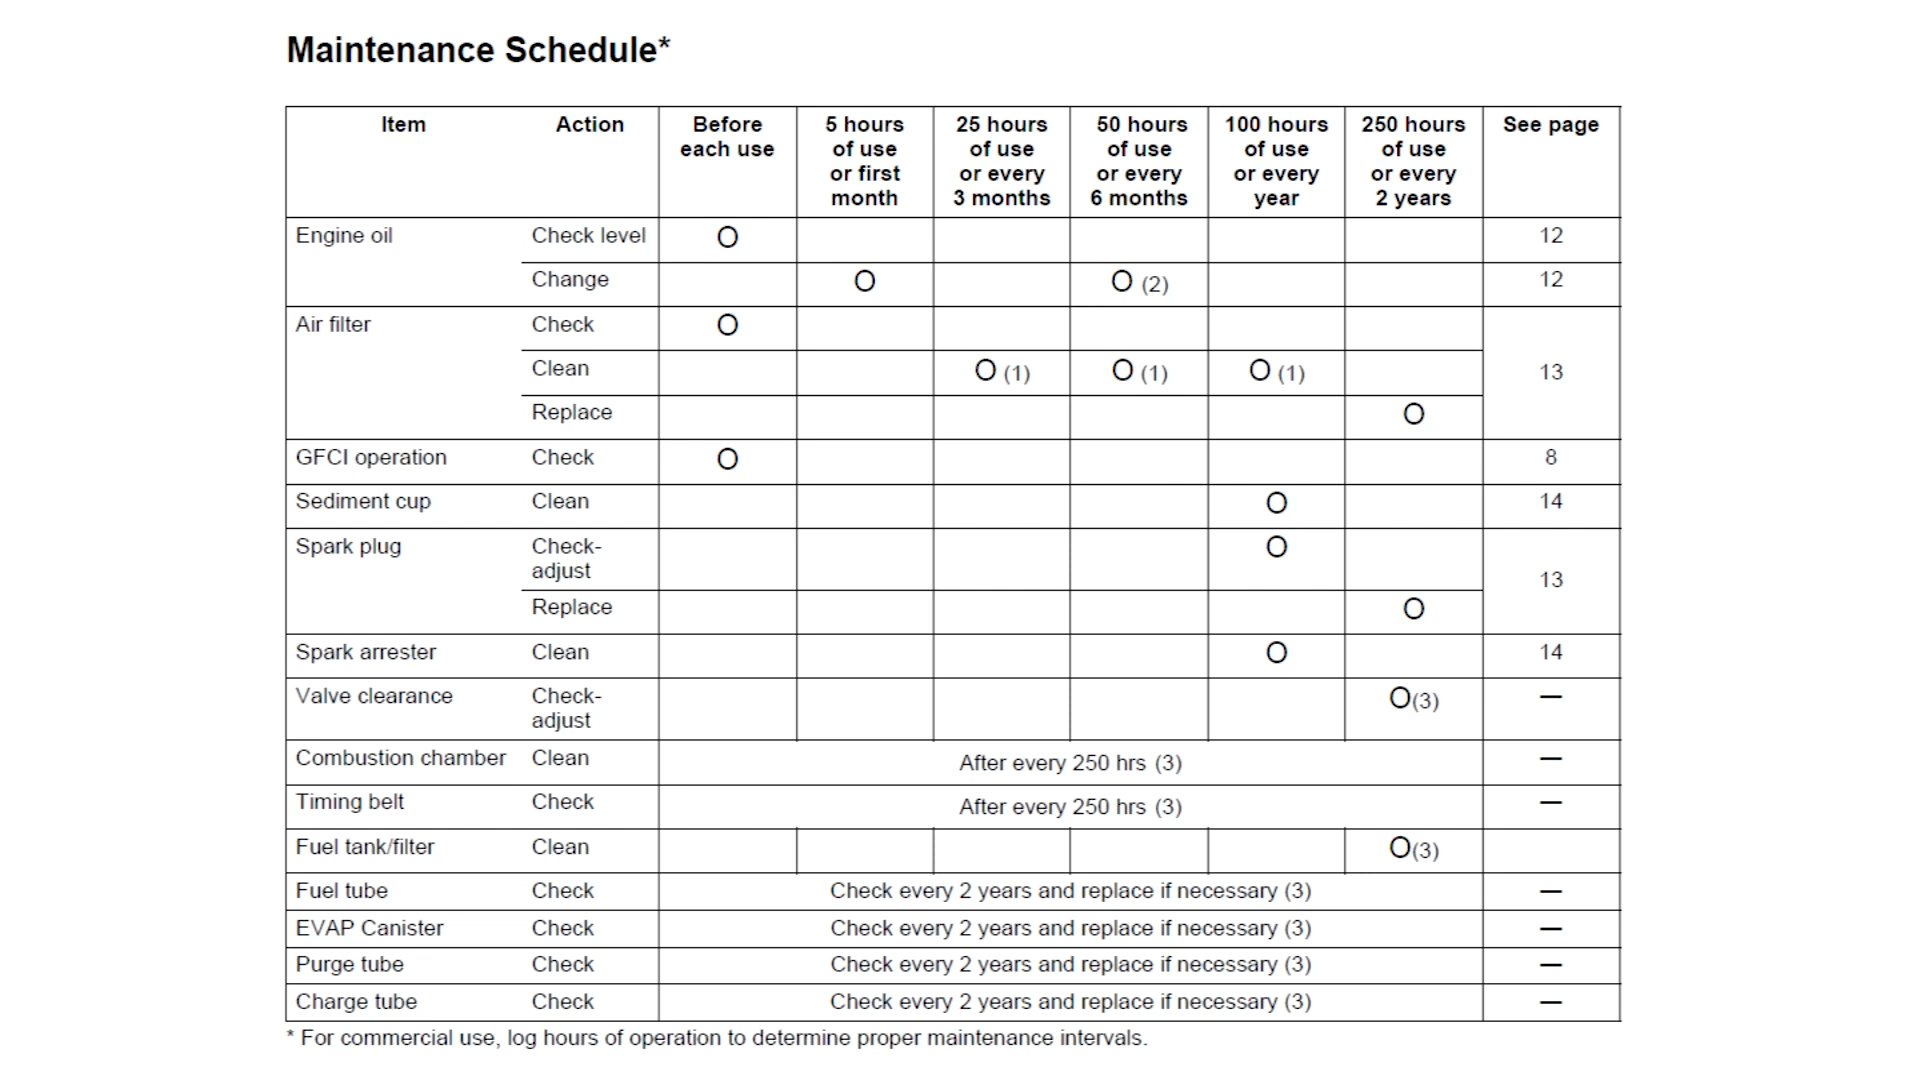 Maintenance Schedule*
Item Action Before each use 5 hours of use or first month 25 hours of use or every 3 months 50 hours of use or every 6 months 100 hours of use or every year 250 hours of use or every 2 years See page
Engine oil Check level O 12
Change O O (2) 12
Air filter Check O 13
Clean O (1) O (1) O (1)
Replace O
GFCI operation Check O 8
Sediment cup Clean O 14
Spark plug Check-adjust O 13
Replace O
Spark arrester Clean O 14
Valve clearance Check-adjust O(3) —
Combustion chamber Clean After every 250 hrs (3) —
Timing belt Check After every 250 hrs (3) —
Fuel tank/filter Clean O(3)
Fuel tube Check Check every 2 years and replace if necessary (3) —
EVAP Canister Check Check every 2 years and replace if necessary (3) —
Purge tube Check Check every 2 years and replace if necessary (3) —
Charge tube Check Check every 2 years and replace if necessary (3) —
* For commercial use, log hours of operation to determine proper maintenance intervals.